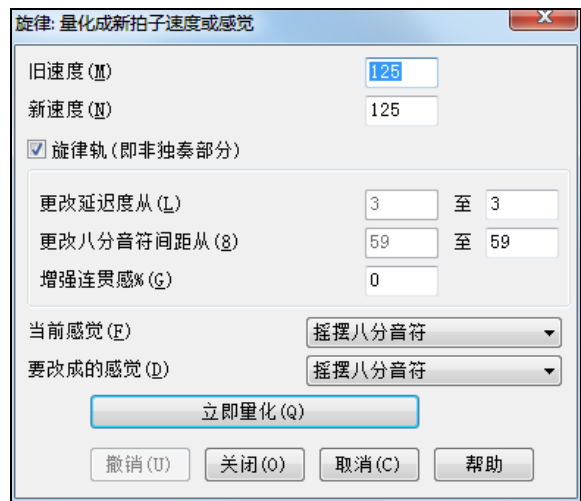 旋律: 量化成新拍子速度或感觉
旧速度(M) 125
新速度(N) 125
旋律轨(即非独奏部分)
更改延迟度从(L) 3 至 3
更改八分音符间距从(8) 59 至 59
增强连贯感%(G) 0
当前感觉(F) 摇摆八分音符
要改成的感觉(D) 摇摆八分音符
立即量化(Q)
撤销(U) 关闭(O) 取消(C) 帮助